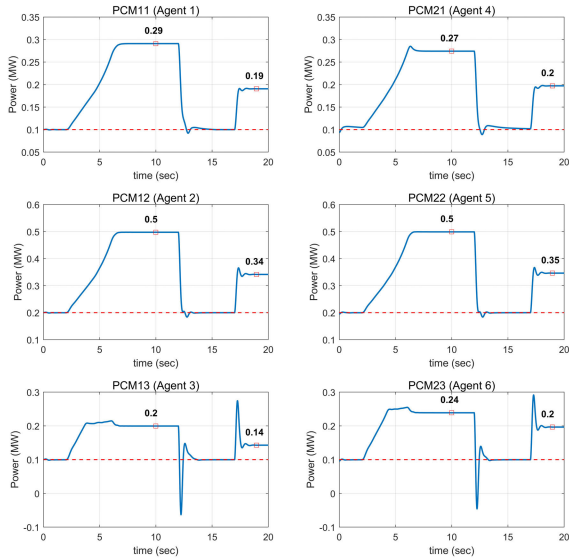 PCM11 (Agent 1)
0.35
0.3
0.25
0.2
0.15
0.1
0.05
Power (MW)
0.29
0.19
0 5 10 15 20
time (sec)
PCM21 (Agent 4)
0.35
0.3
0.25
0.2
0.15
0.1
0.05
Power (MW)
0.27
0.2
0 5 10 15 20
time (sec)
PCM12 (Agent 2)
0.6
0.5
0.4
0.3
0.2
0.1
Power (MW)
0.5
0.34
0 5 10 15 20
time (sec)
PCM22 (Agent 5)
0.6
0.5
0.4
0.3
0.2
0.1
Power (MW)
0.5
0.35
0 5 10 15 20
time (sec)
PCM13 (Agent 3)
0.3
0.2
0.1
0
-0.1
Power (MW)
0.2
0.14
0 5 10 15 20
time (sec)
PCM23 (Agent 6)
0.3
0.2
0.1
0
-0.1
Power (MW)
0.24
0.2
0 5 10 15 20
time (sec)